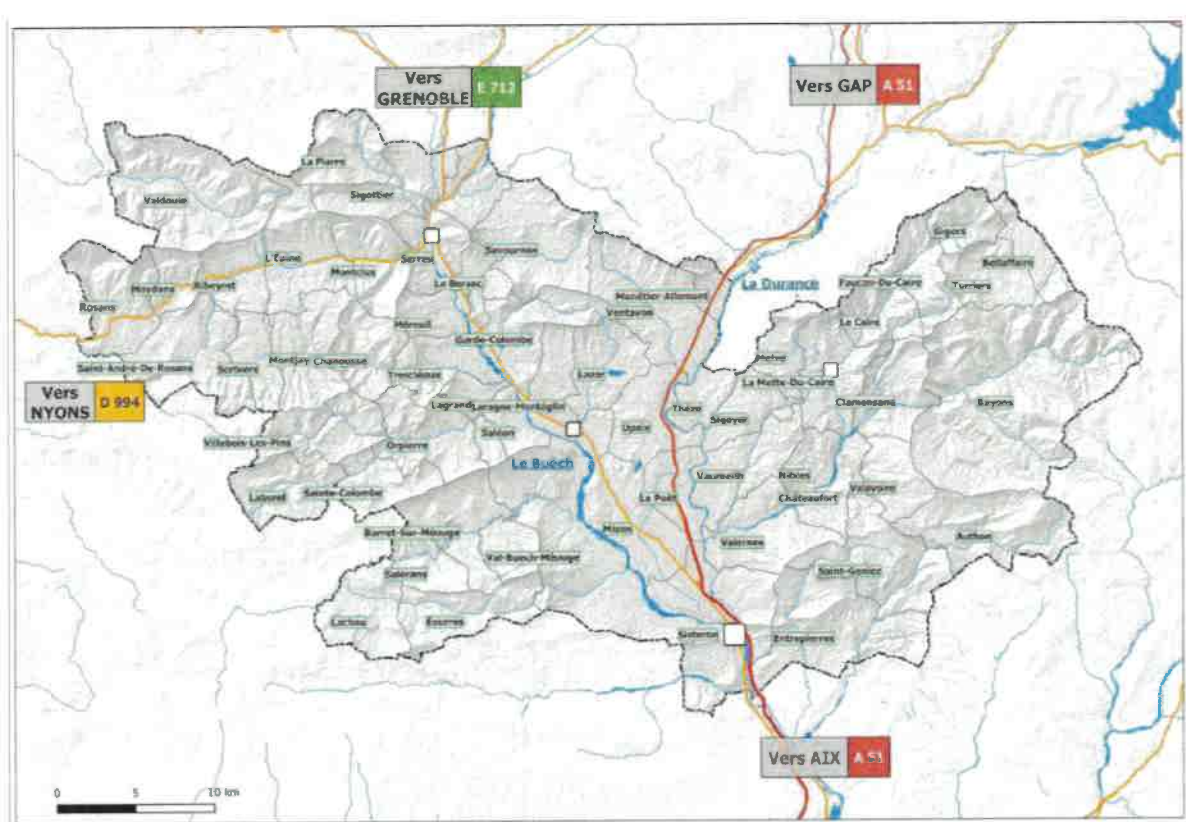 Vers
GRENOBLE
E 712
Vers GAP
A 51
La Piarre
Sigottier
Valdoule
Gigors
Bellaffaire
Savournon
L'Epine
Serres
Montclus
Le Bersac
Moydans
Ribeyret
La Durance
Faucon-Du-Caire
Turriers
Monêtier Allemont
Ventavon
Rosans
Le Caire
Méreuil
Garde-Colombe
Melve
Montjay
Chanousse
Saint-André-De-Rosans
Sorbiers
Trescléoux
Lazer
La Motte-Du-Caire
Vers
NYONS
D 994
Lagrand
Laragne-Montéglin
Thèze
Clamensane
Bayons
Sigoyer
Saléon
Upaix
Villebois-Les-Pins
Orpierre
Le Buëch
Vaumeilh
Nibles
Valavoire
Laborel
Sainte-Colombe
Le Poët
Chateaufort
Barret-Sur-Méouge
Mison
Valernes
Authon
Val-Buëch-Méouge
Salérans
Saint-Geniez
Lachau
Eourres
Sisteron
Entrepierres
Vers AIX
A 51
0
5
10 km